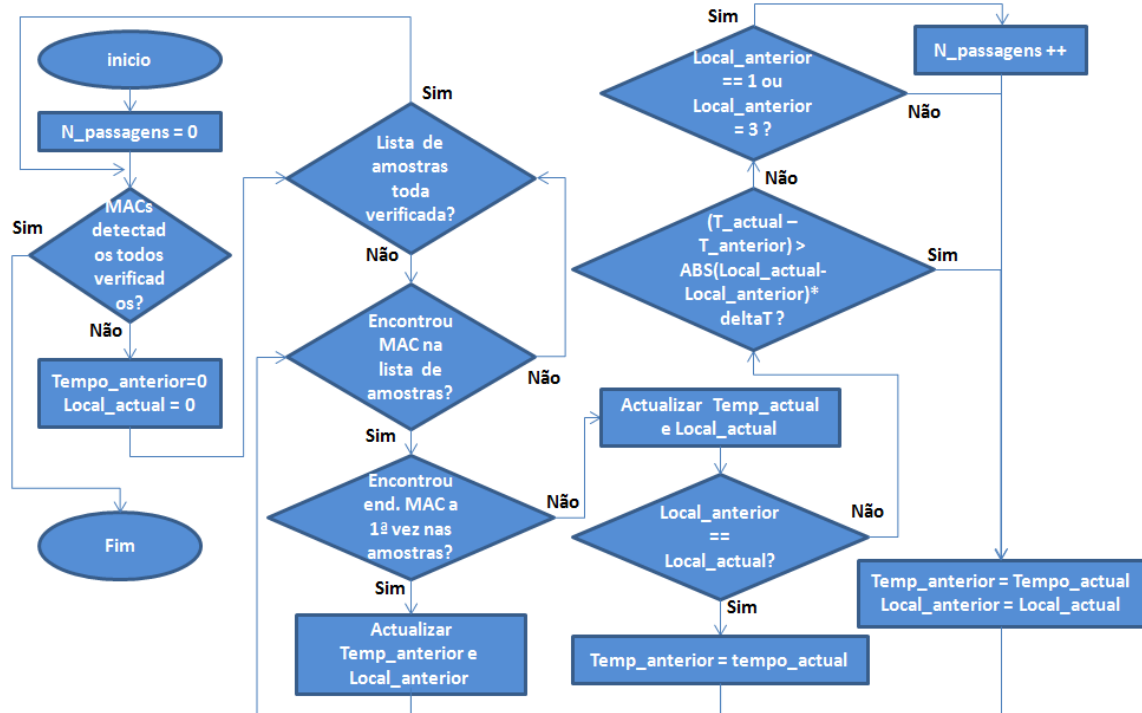 inicio
N_passagens = 0
MACs
detectad
os todos
verificad
os?
Sim
Não
Tempo_anterior=0
Local_actual = 0
Fim
Sim
Lista de
amostras
toda
verificada?
Não
Encontrou
MAC na
lista de
amostras?
Não
Sim
Encontrou
end. MAC a
1ª vez nas
amostras?
Não
Sim
Actualizar
Temp_anterior e
Local_anterior
Actualizar Temp_actual
e Local_actual
Local_anterior
==
Local_actual?
Não
Sim
Temp_anterior = tempo_actual
(T_actual –
T_anterior) >
ABS(Local_actual-
Local_anterior)*
deltaT ?
Não
Sim
Local_anterior
== 1 ou
Local_anterior
= 3 ?
Sim
Não
N_passagens ++
Temp_anterior = Tempo_actual
Local_anterior = Local_actual